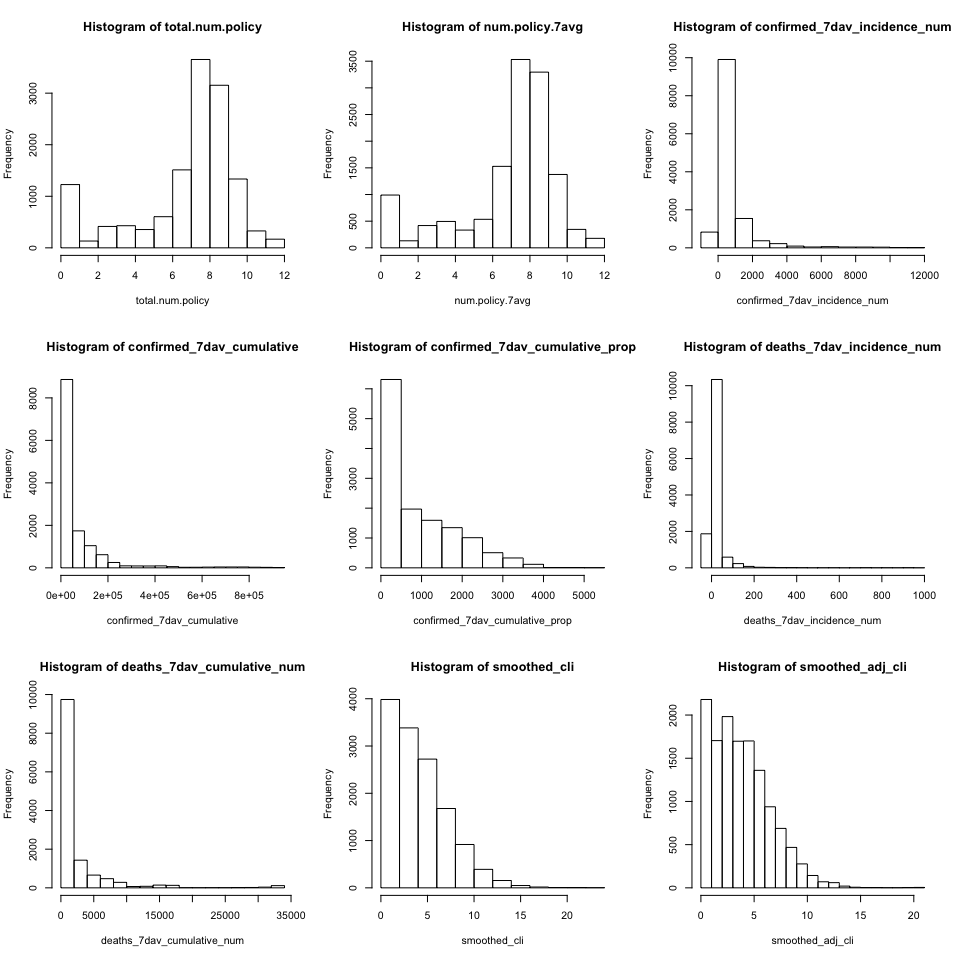 Histogram of total.num.policy
Frequency
0 1000 2000 3000
0 2 4 6 8 10 12
total.num.policy
Histogram of num.policy.7avg
Frequency
0 500 1500 2500 3500
0 2 4 6 8 10 12
num.policy.7avg
Histogram of confirmed_7dav_incidence_num
Frequency
0 2000 4000 6000 8000 10000
0 2000 4000 6000 8000 12000
confirmed_7dav_incidence_num
Histogram of confirmed_7dav_cumulative
Frequency
0 2000 4000 6000 8000
0e+00 2e+05 4e+05 6e+05 8e+05
confirmed_7dav_cumulative
Histogram of confirmed_7dav_cumulative_prop
Frequency
0 1000 3000 5000
0 1000 2000 3000 4000 5000
confirmed_7dav_cumulative_prop
Histogram of deaths_7dav_incidence_num
Frequency
0 2000 4000 6000 8000 10000
0 200 400 600 800 1000
deaths_7dav_incidence_num
Histogram of deaths_7dav_cumulative_num
Frequency
0 2000 4000 6000 8000 10000
0 5000 15000 25000 35000
deaths_7dav_cumulative_num
Histogram of smoothed_cli
Frequency
0 1000 2000 3000 4000
0 5 10 15 20
smoothed_cli
Histogram of smoothed_adj_cli
Frequency
0 500 1000 1500 2000
0 5 10 15 20
smoothed_adj_cli